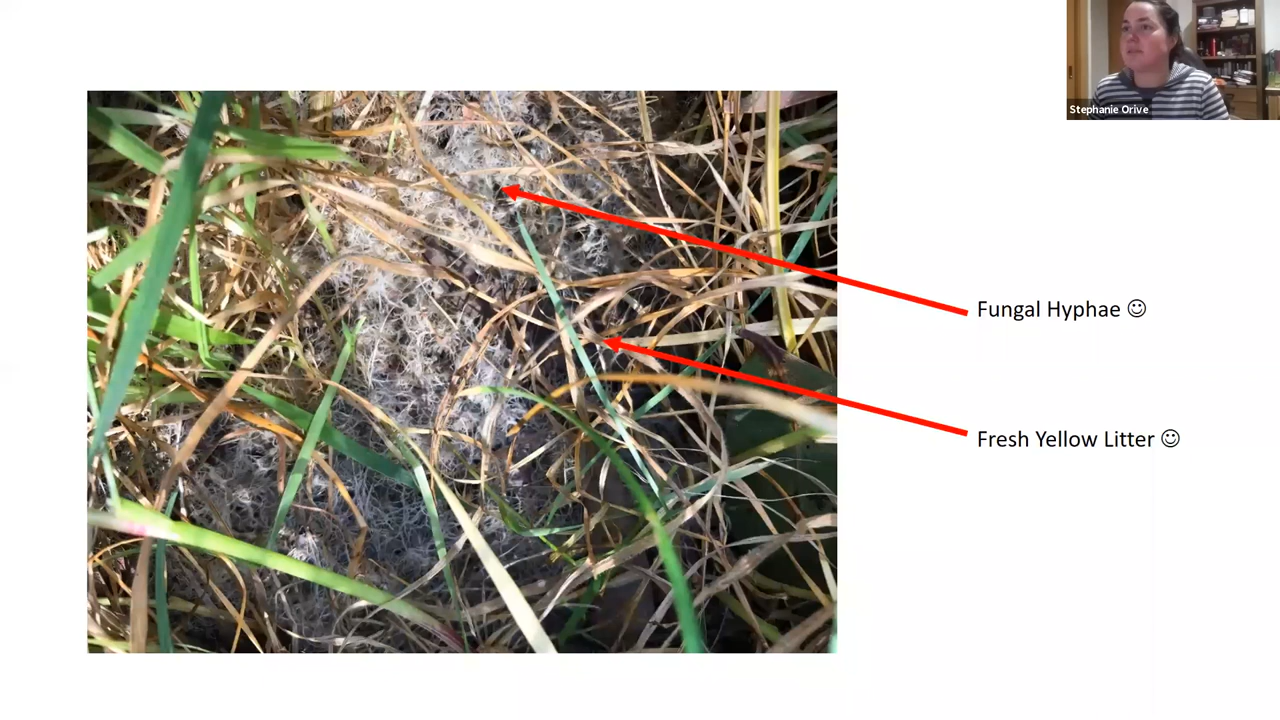 Stephanie Orive
Fungal Hyphae ☺
Fresh Yellow Litter ☺